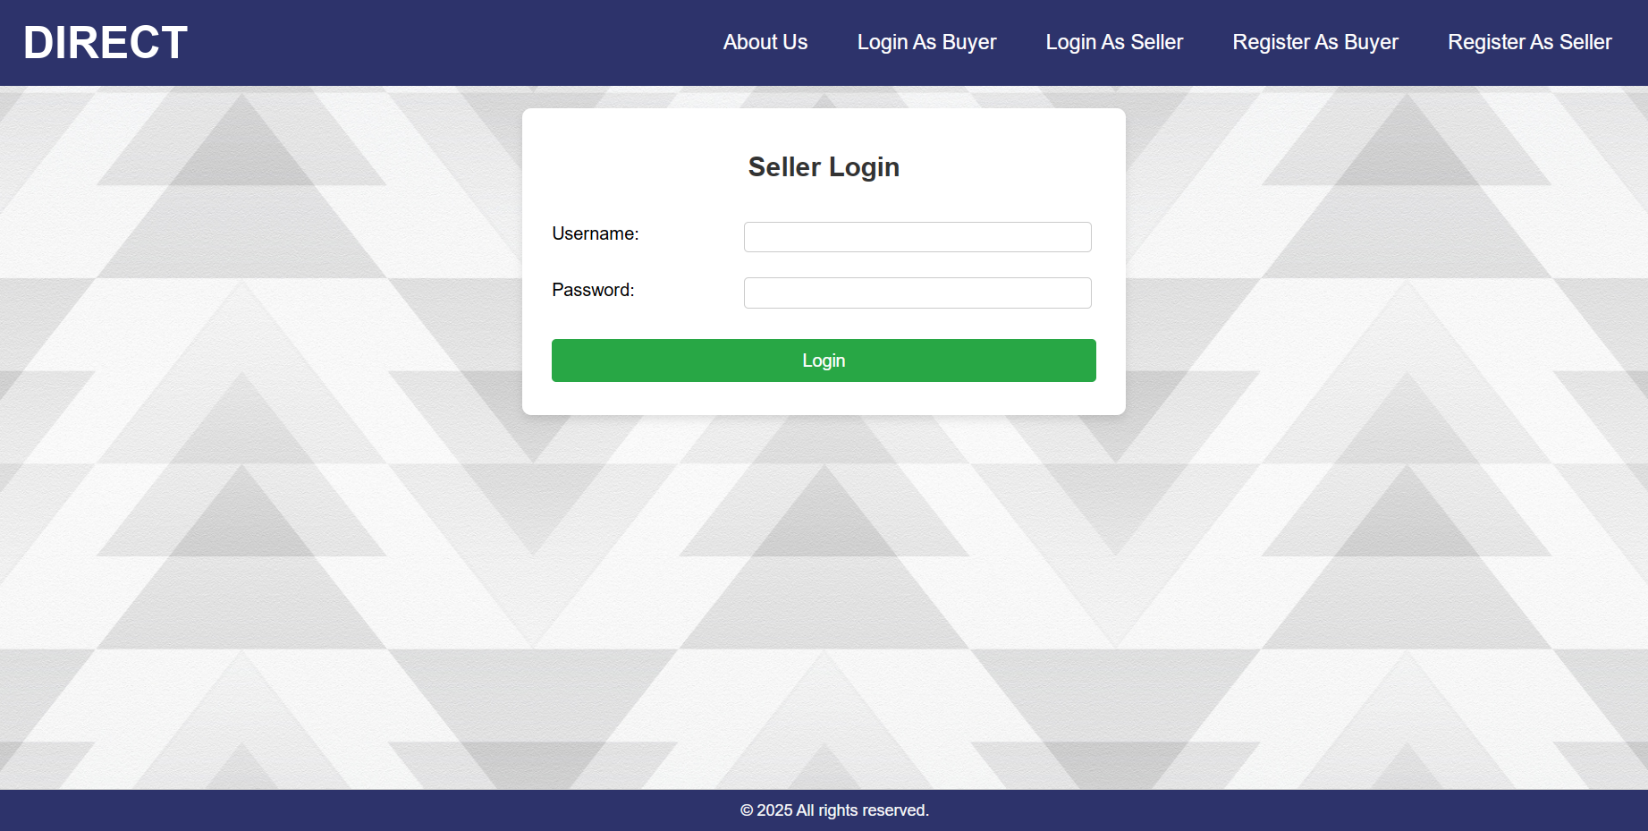 DIRECT
About Us Login As Buyer Login As Seller Register As Buyer Register As Seller
Seller Login
Username:
Password:
Login
© 2025 All rights reserved.